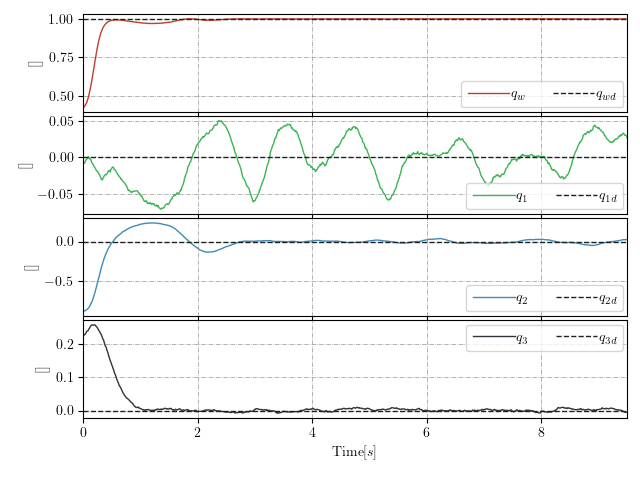 1.00
0.75
0.50
[]
q_w q_wd
0.05
0.00
−0.05
[]
q_1 q_1d
0.0
−0.5
[]
q_2 q_2d
q_3 q_3d
0.2
0.1
0.0
[]
0 2 4 6 8
Time[s]